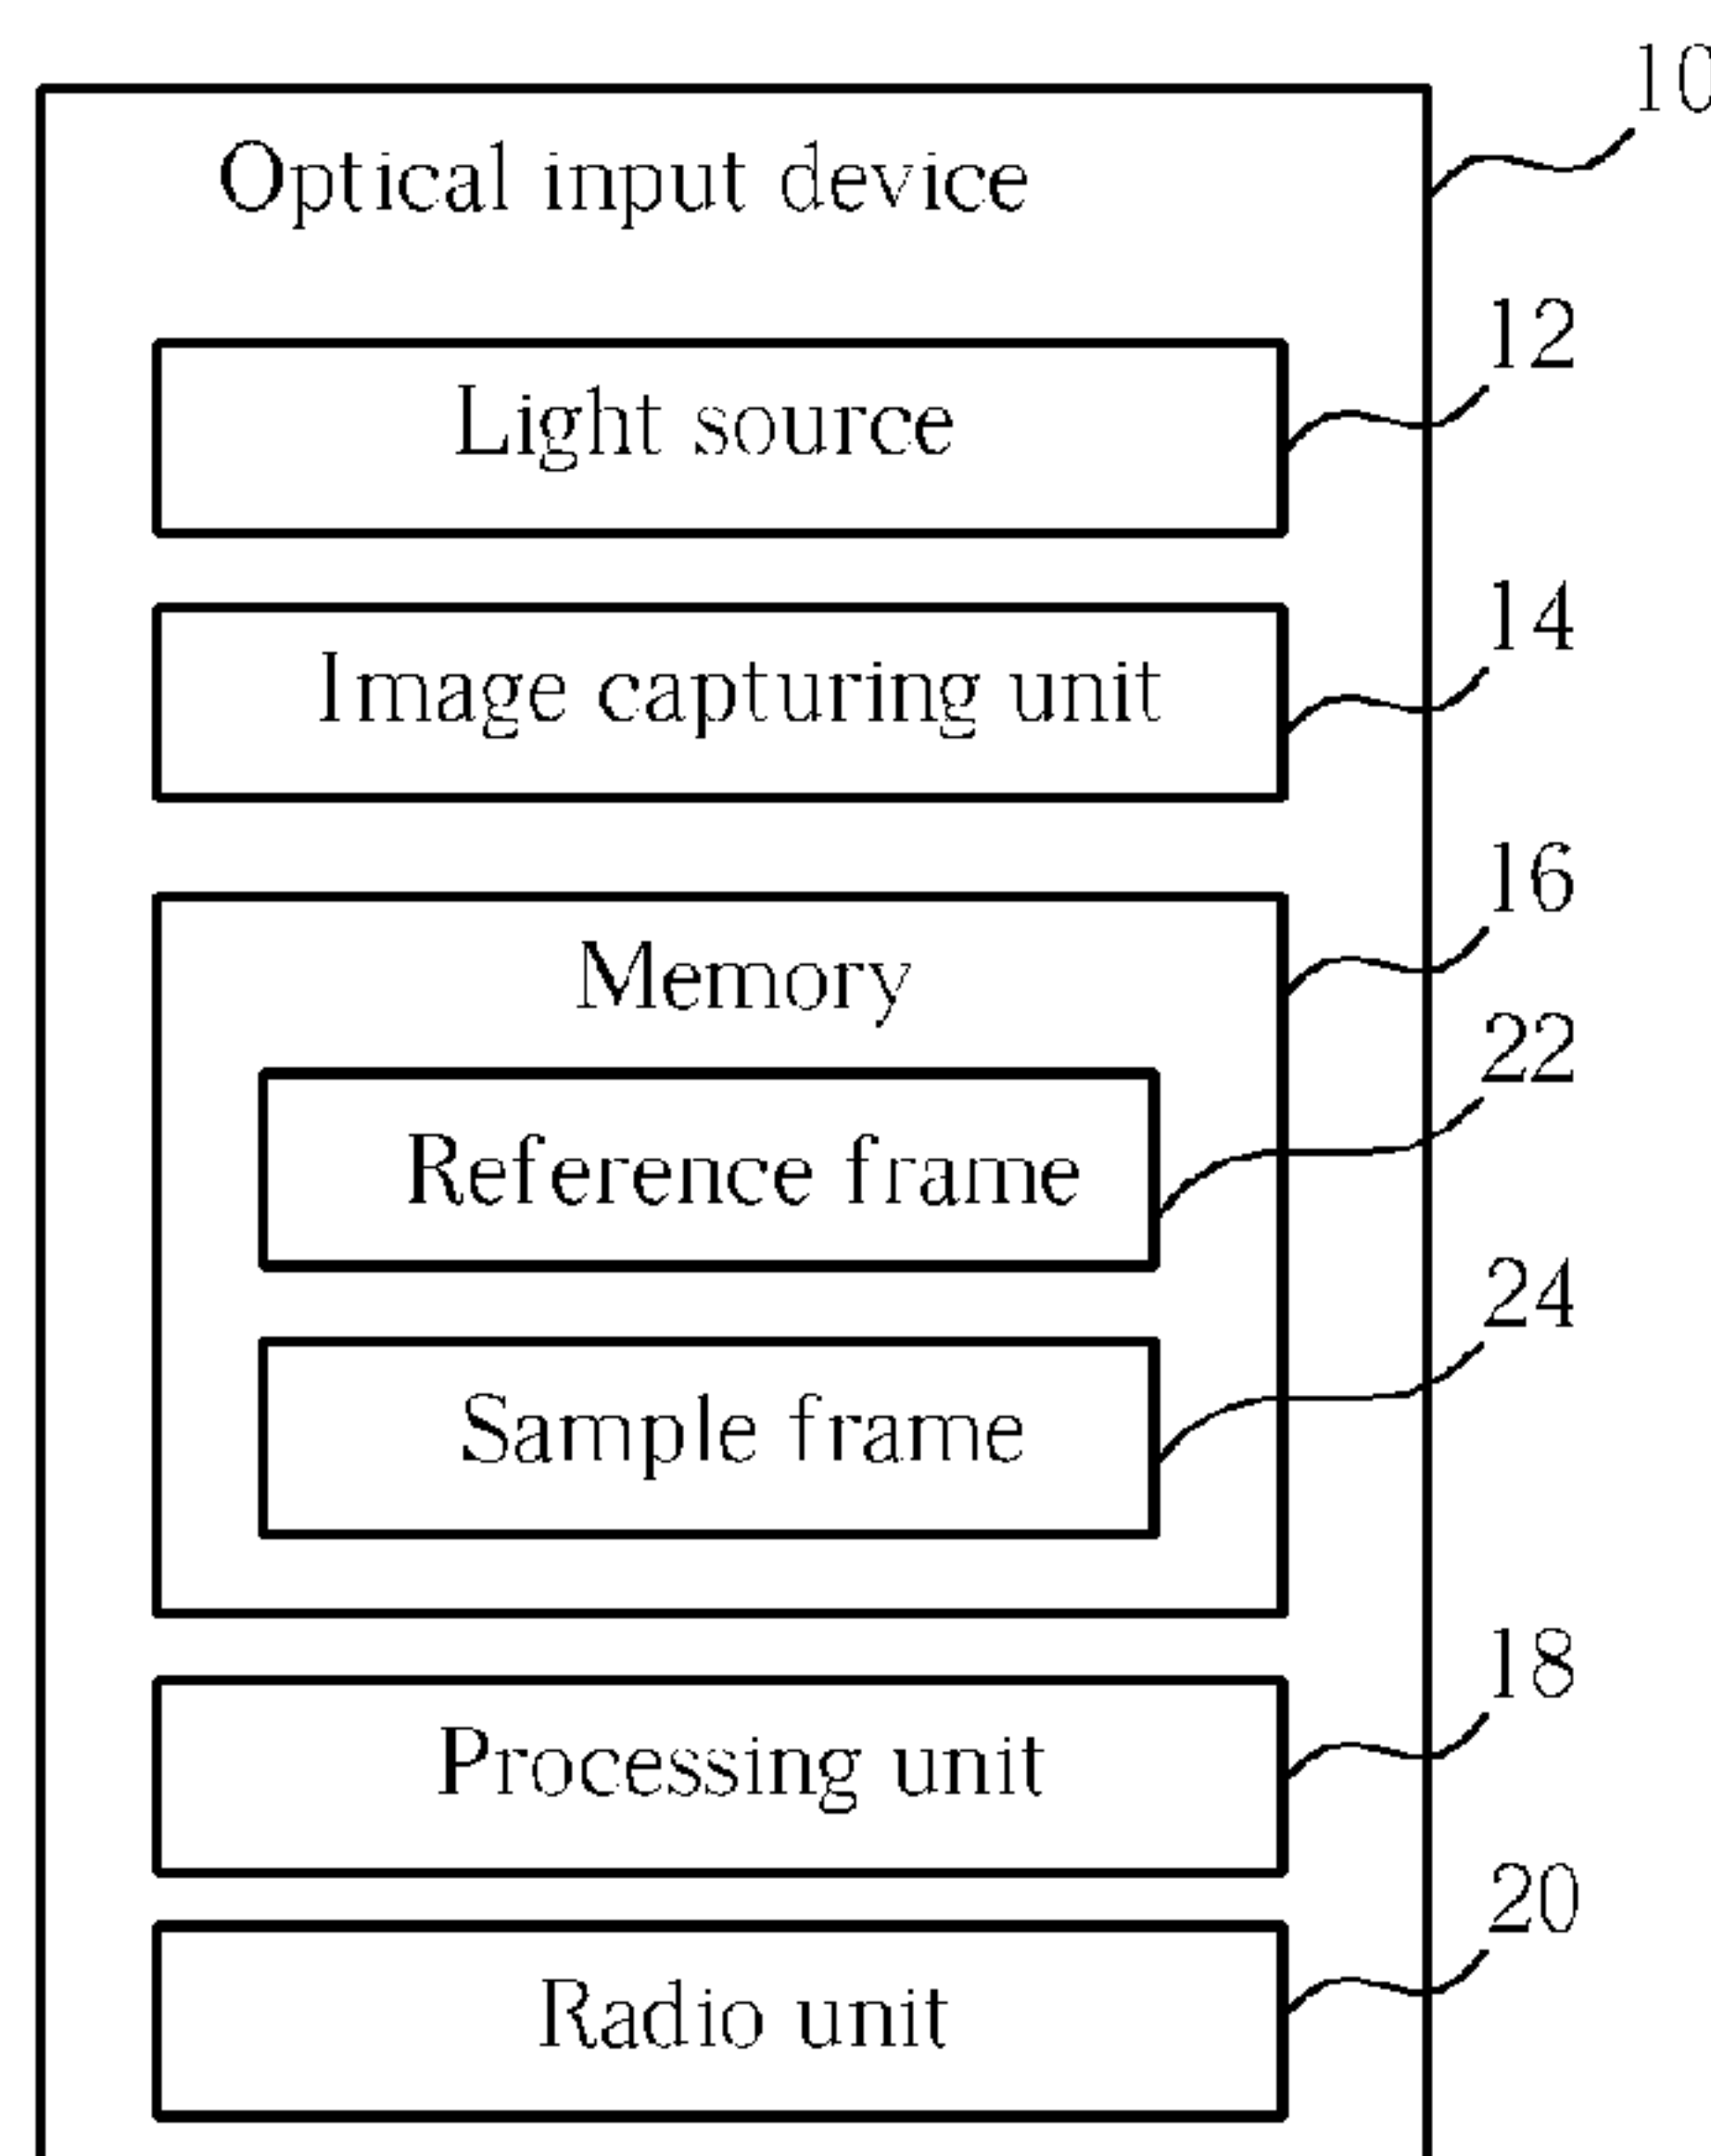 10
Optical input device
12
Light source
14
Image capturing unit
16
Memory
22
Reference frame
24
Sample frame
18
Processing unit
20
Radio unit